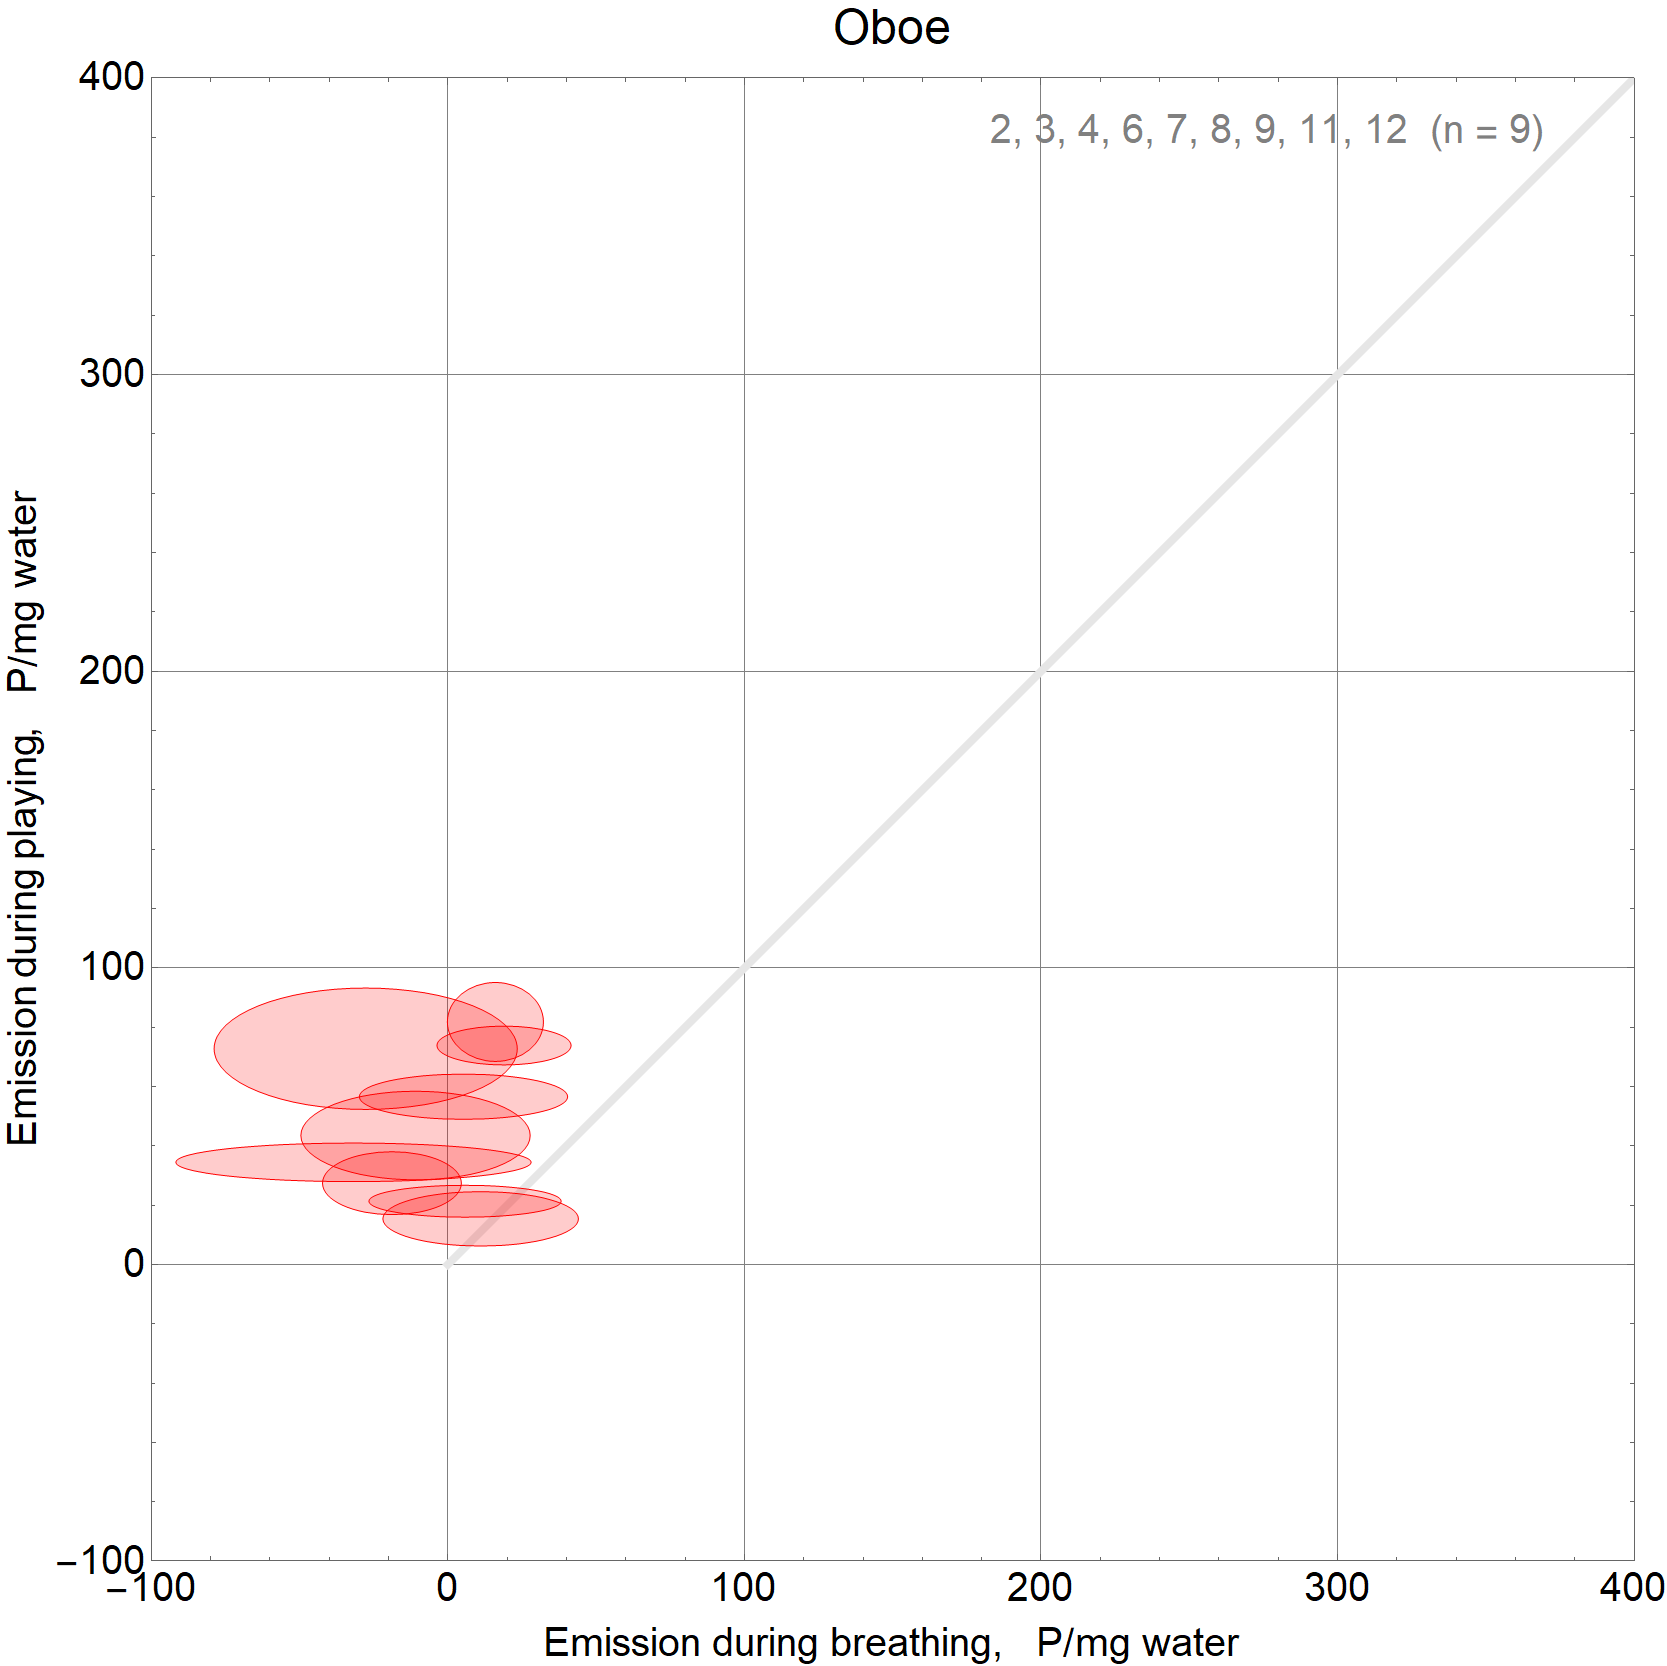 Oboe
400
2, 3, 4, 6, 7, 8, 9, 11, 12 (n = 9)
300
200
100
0
−100
Emission during playing, P/mg water
−100 0 100 200 300 400
Emission during breathing, P/mg water